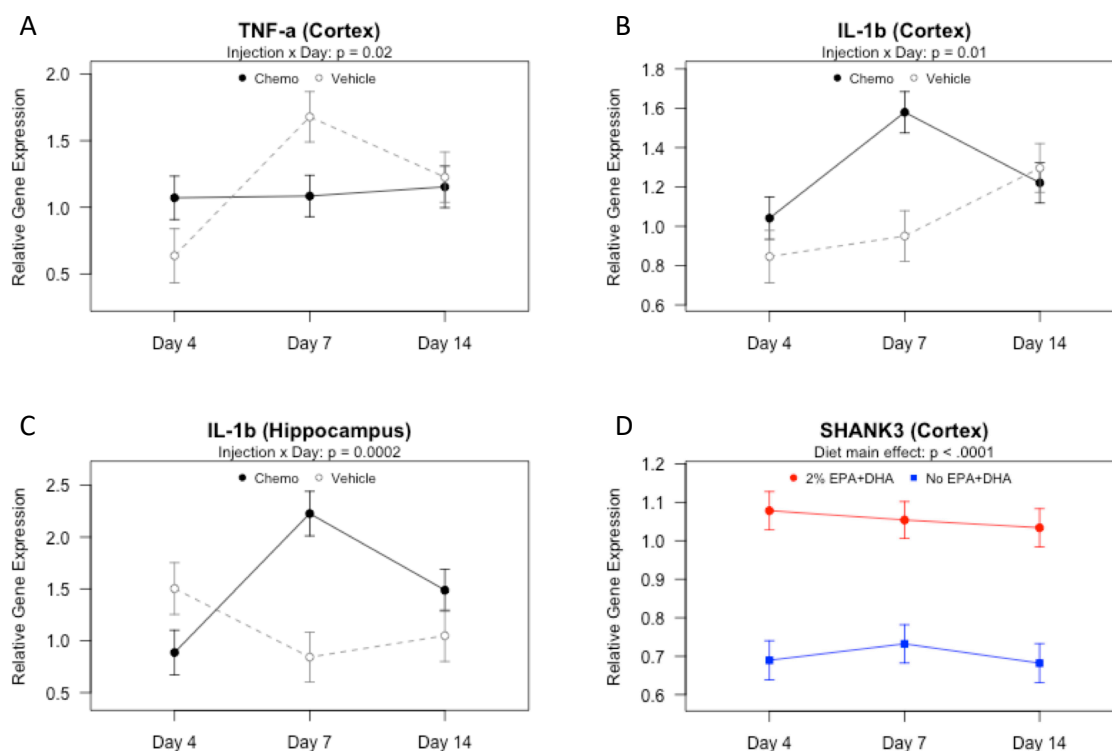 A
TNF-a (Cortex)
Injection x Day: p = 0.02
Chemo Vehicle
Relative Gene Expression
2.0
1.5
1.0
0.5
Day 4 Day 7 Day 14
B
IL-1b (Cortex)
Injection x Day: p = 0.01
Chemo Vehicle
Relative Gene Expression
1.8
1.6
1.4
1.2
1.0
0.8
0.6
Day 4 Day 7 Day 14
C
IL-1b (Hippocampus)
Injection x Day: p = 0.0002
Chemo Vehicle
Relative Gene Expression
2.5
2.0
1.5
1.0
0.5
Day 4 Day 7 Day 14
D
SHANK3 (Cortex)
Diet main effect: p < .0001
2% EPA+DHA No EPA+DHA
Relative Gene Expression
1.2
1.1
1.0
0.9
0.8
0.7
0.6
Day 4 Day 7 Day 14